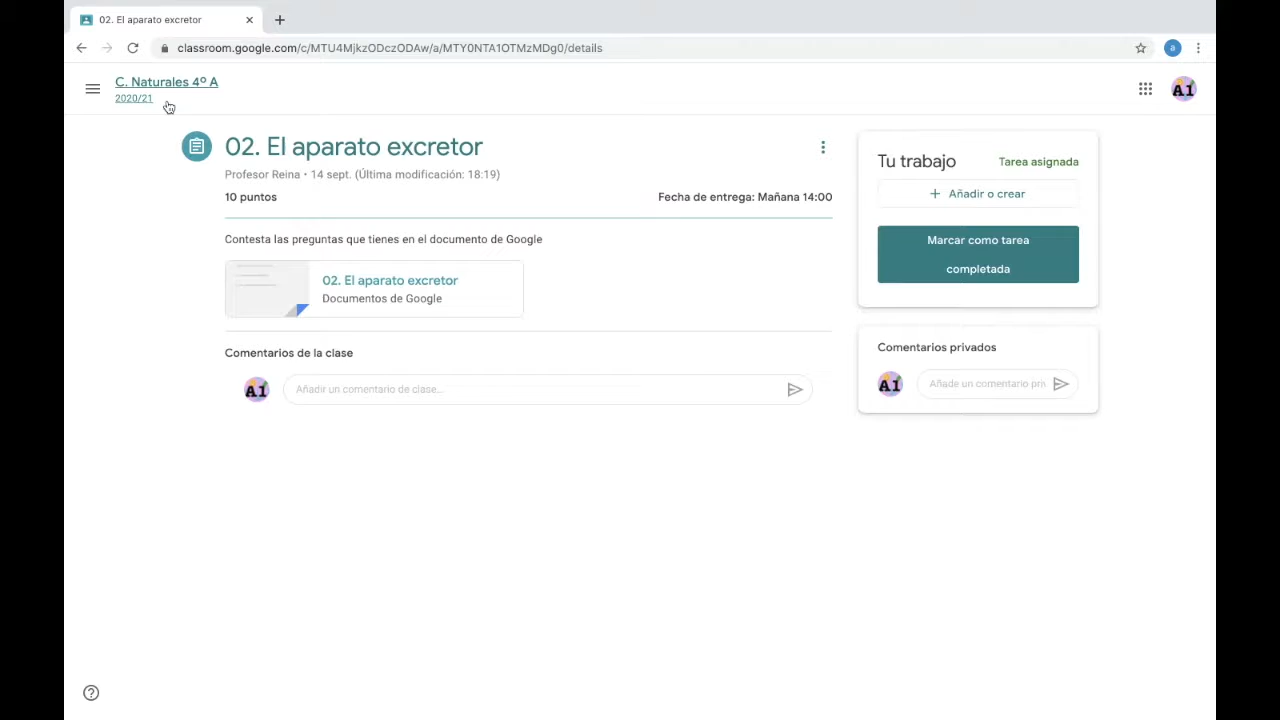 02. El aparato excretor
classroom.google.com/c/MTU4MjkzODczODAw/a/MTY0NTA1OTMzMDg0/details
a
C. Naturales 4º A
2020/21
A1
02. El aparato excretor
Profesor Reina • 14 sept. (Última modificación: 18:19)
10 puntos
Fecha de entrega: Mañana 14:00
Contesta las preguntas que tienes en el documento de Google
02. El aparato excretor
Documentos de Google
Comentarios de la clase
A1
Añadir un comentario de clase...
Tu trabajo
Tarea asignada
+ Añadir o crear
Marcar como tarea
completada
Comentarios privados
A1
Añade un comentario pri